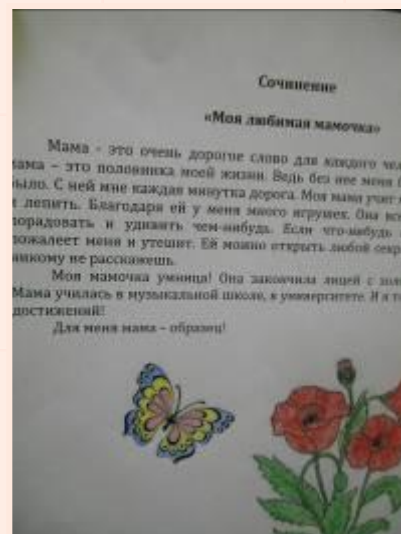 Сочинение
«Моя любимая мамочка»
Мама - это очень дорогое слово для каждого
мама – это половинка моей жизни. Ведь без нее меня
было. С ней мне каждая минутка дорога. Моя мама учит
и лепить. Благодаря ей у меня много игрушек. Она
порадовать и удивить чем-нибудь. Если что-нибудь
пожалеет меня и утешит. Ей можно открыть любой
никому не расскажешь.
Моя мамочка умница! Она закончила лицей с
Мама училась в музыкальной школе, в университете. И я
достижений!
Для меня мама – образец!